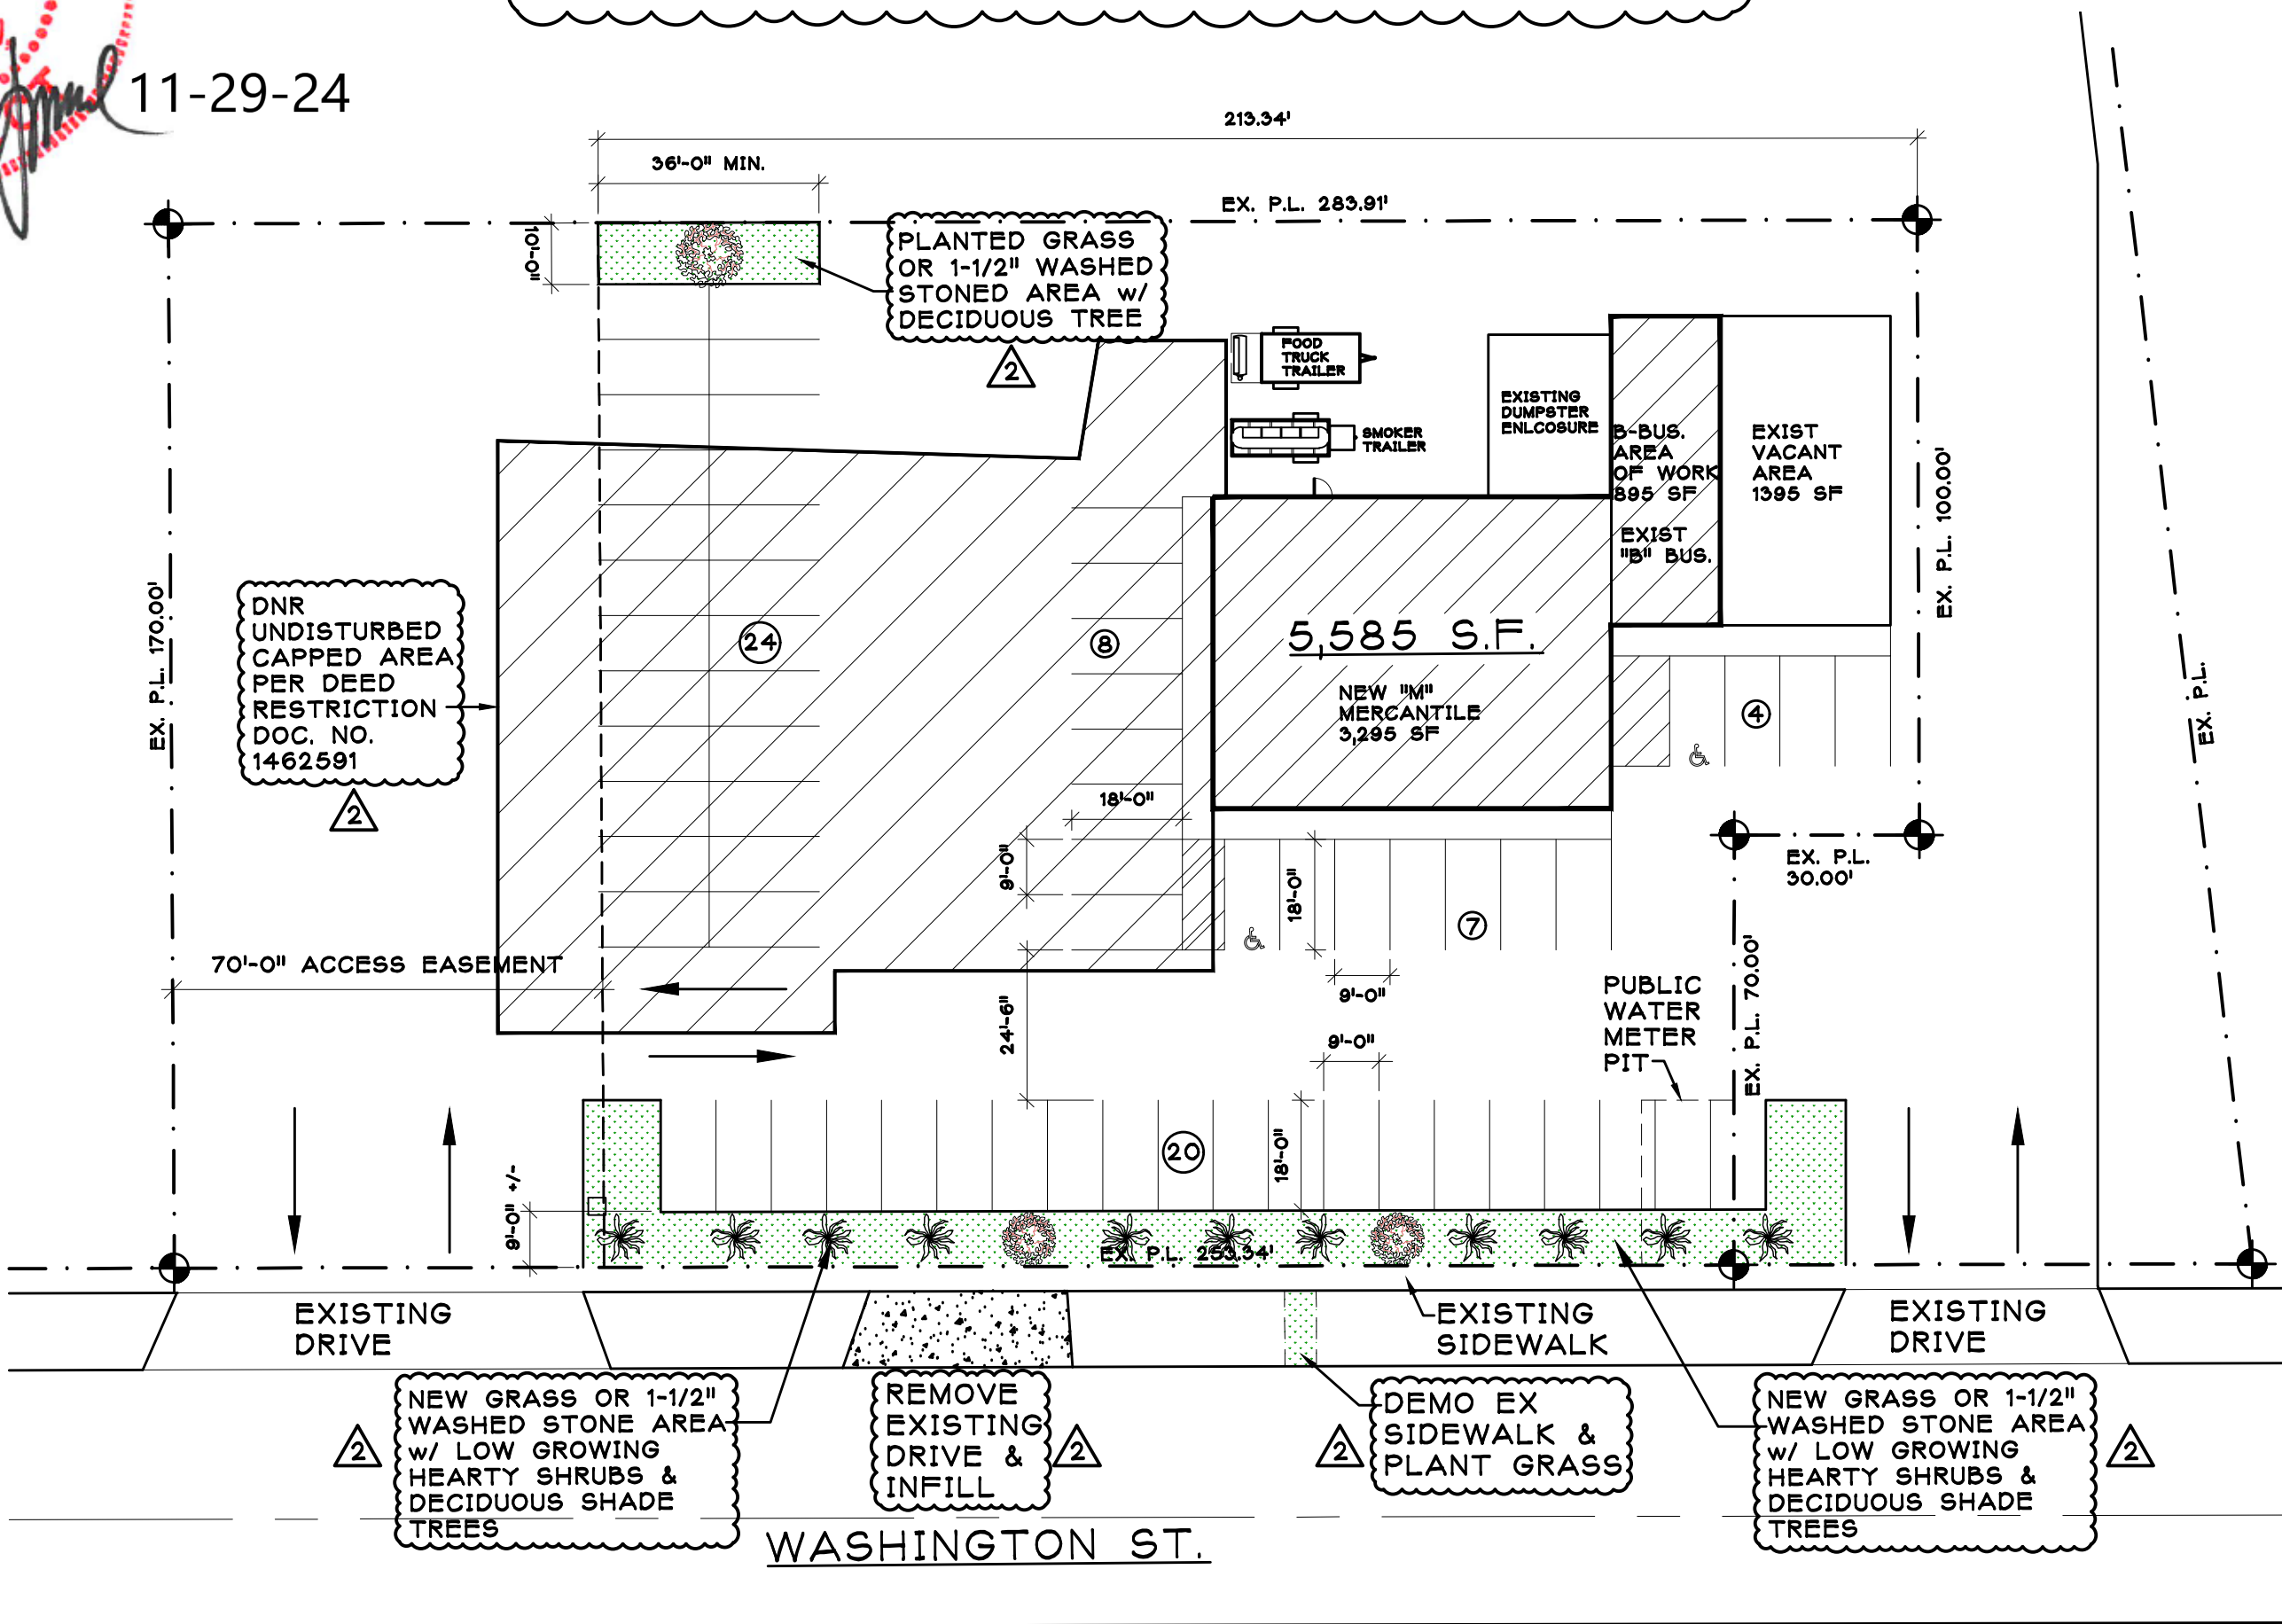 11-29-24
213.34'
36'-0" MIN.
EX. P.L. 283.91'
10'-0"
PLANTED GRASS
OR 1-1/2" WASHED
STONED AREA w/
DECIDUOUS TREE
2
FOOD
TRUCK
TRAILER
SMOKER
TRAILER
EXISTING
DUMPSTER
ENLCOSURE
B-BUS.
AREA
OF WORK
895 SF
EXIST
"B" BUS.
EXIST
VACANT
AREA
1395 SF
EX. P.L. 100.00'
EX. P.L. 170.00'
DNR
UNDISTURBED
CAPPED AREA
PER DEED
RESTRICTION
DOC. NO.
1462591
2
24
8
5,585 S.F.
NEW "M"
MERCANTILE
3,295 SF
4
EX. P.L.
18'-0"
9'-0"
18'-0"
EX. P.L.
30.00'
7
70'-0" ACCESS EASEMENT
9'-0"
24'-6"
9'-0"
PUBLIC
WATER
METER
PIT
EX. P.L. 70.00'
20
18'-0"
9'-0" +/-
EX. P.L. 253.34'
EXISTING
DRIVE
EXISTING
SIDEWALK
EXISTING
DRIVE
NEW GRASS OR 1-1/2"
WASHED STONE AREA
w/ LOW GROWING
HEARTY SHRUBS &
DECIDUOUS SHADE
TREES
2
REMOVE
EXISTING
DRIVE &
INFILL
2
2
DEMO EX
SIDEWALK &
PLANT GRASS
NEW GRASS OR 1-1/2"
WASHED STONE AREA
w/ LOW GROWING
HEARTY SHRUBS &
DECIDUOUS SHADE
TREES
2
WASHINGTON ST.